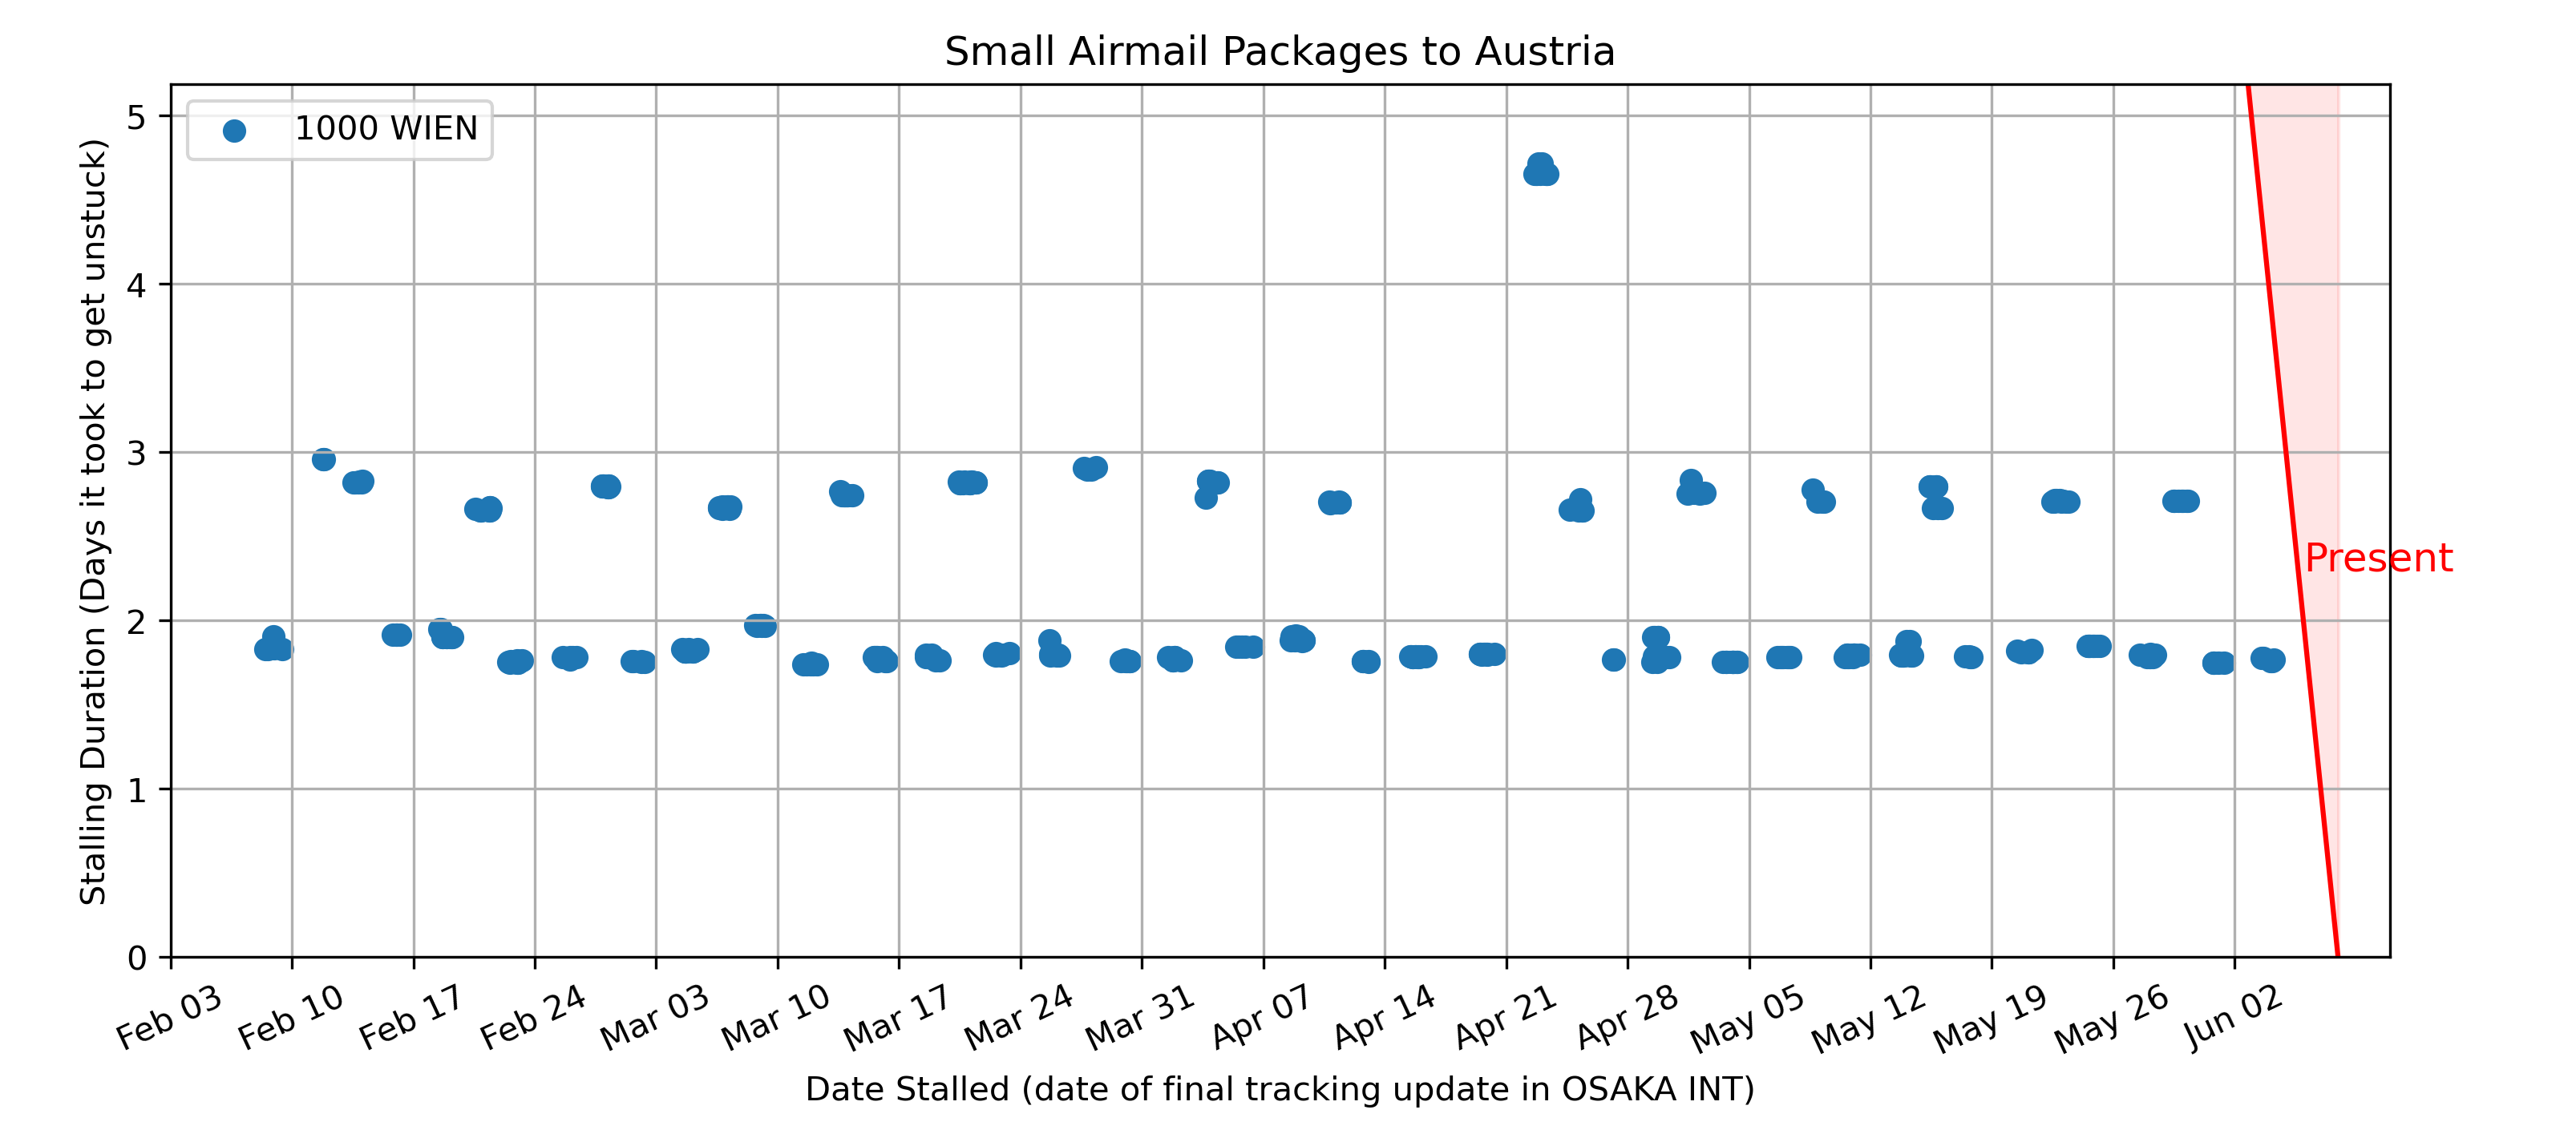 Small Airmail Packages to Austria
1000 WIEN
Stalling Duration (Days it took to get unstuck)
5
4
3
2
1
0
Present
Feb 03
Feb 10
Feb 17
Feb 24
Mar 03
Mar 10
Mar 17
Mar 24
Mar 31
Apr 07
Apr 14
Apr 21
Apr 28
May 05
May 12
May 19
May 26
Jun 02
Date Stalled (date of final tracking update in OSAKA INT)